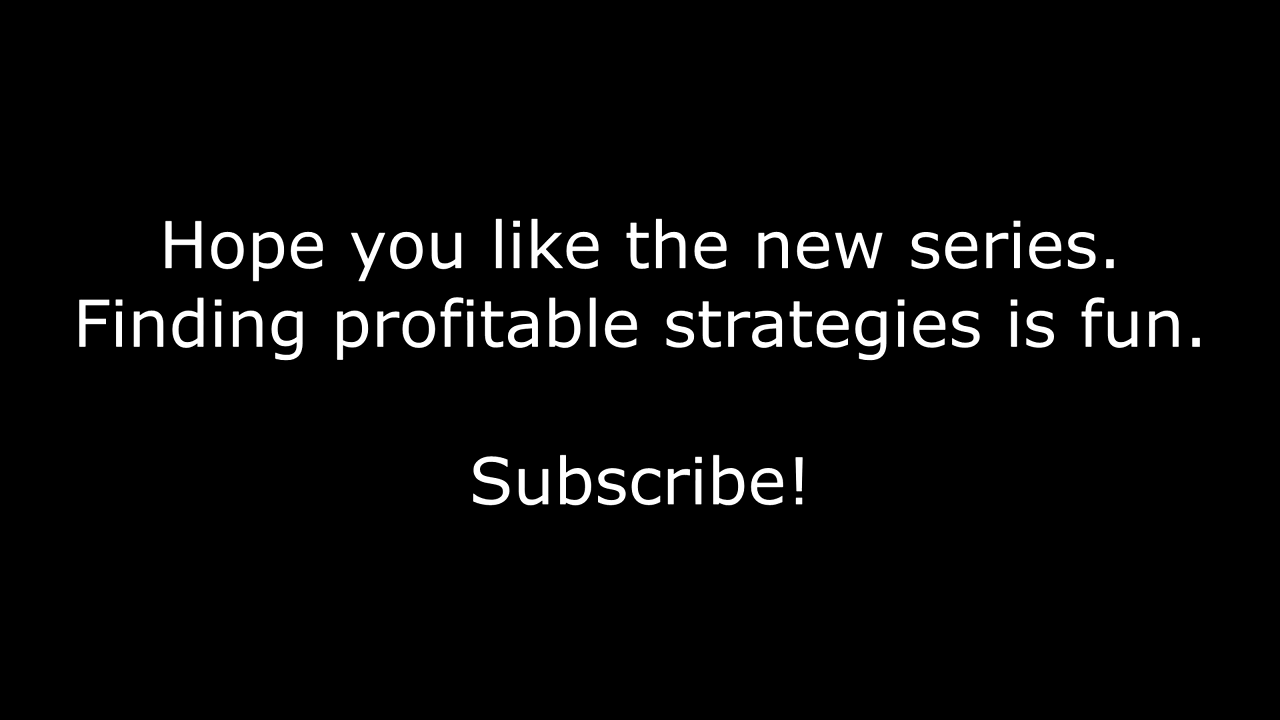 Hope you like the new series.
Finding profitable strategies is fun.
Subscribe!